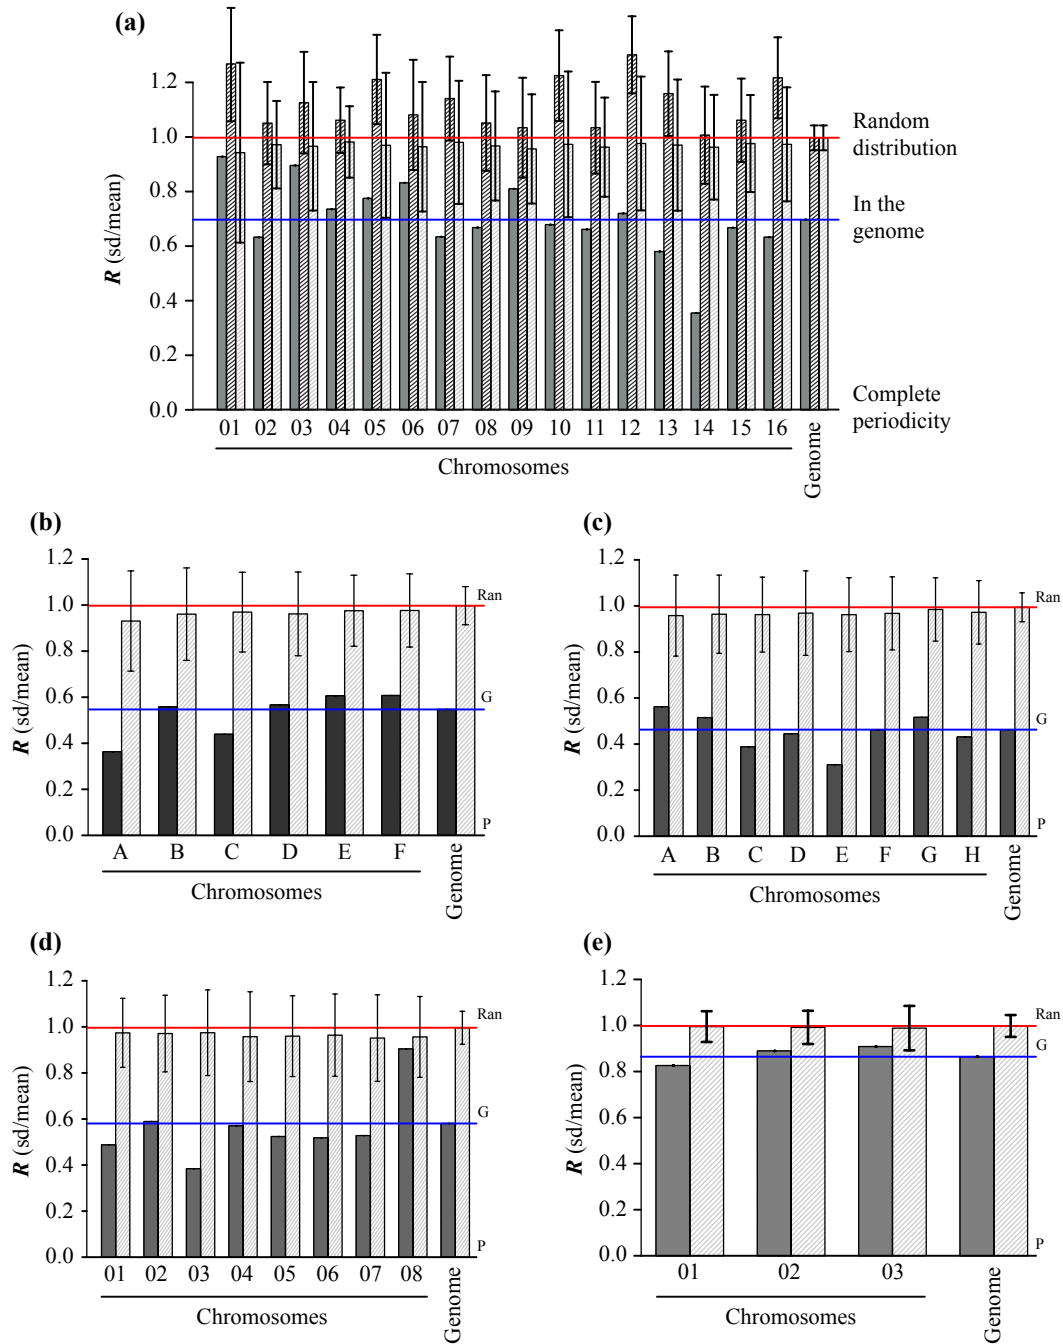 (a)
R (sd/mean)
1.2
1.0
0.8
0.6
0.4
0.2
0.0
Random
distribution
In the
genome
Complete
periodicity
01 02 03 04 05 06 07 08 09 10 11 12 13 14 15 16
Genome
Chromosomes
(b)
R (sd/mean)
1.2
1.0
0.8
0.6
0.4
0.2
0.0
Ran
G
P
A B C D E F
Genome
Chromosomes
(c)
R (sd/mean)
1.2
1.0
0.8
0.6
0.4
0.2
0.0
Ran
G
P
A B C D E F G H
Genome
Chromosomes
(d)
R (sd/mean)
1.2
1.0
0.8
0.6
0.4
0.2
0.0
Ran
G
P
01 02 03 04 05 06 07 08
Genome
Chromosomes
(e)
R (sd/mean)
1.2
1.0
0.8
0.6
0.4
0.2
0.0
Ran
G
P
01 02 03
Genome
Chromosomes